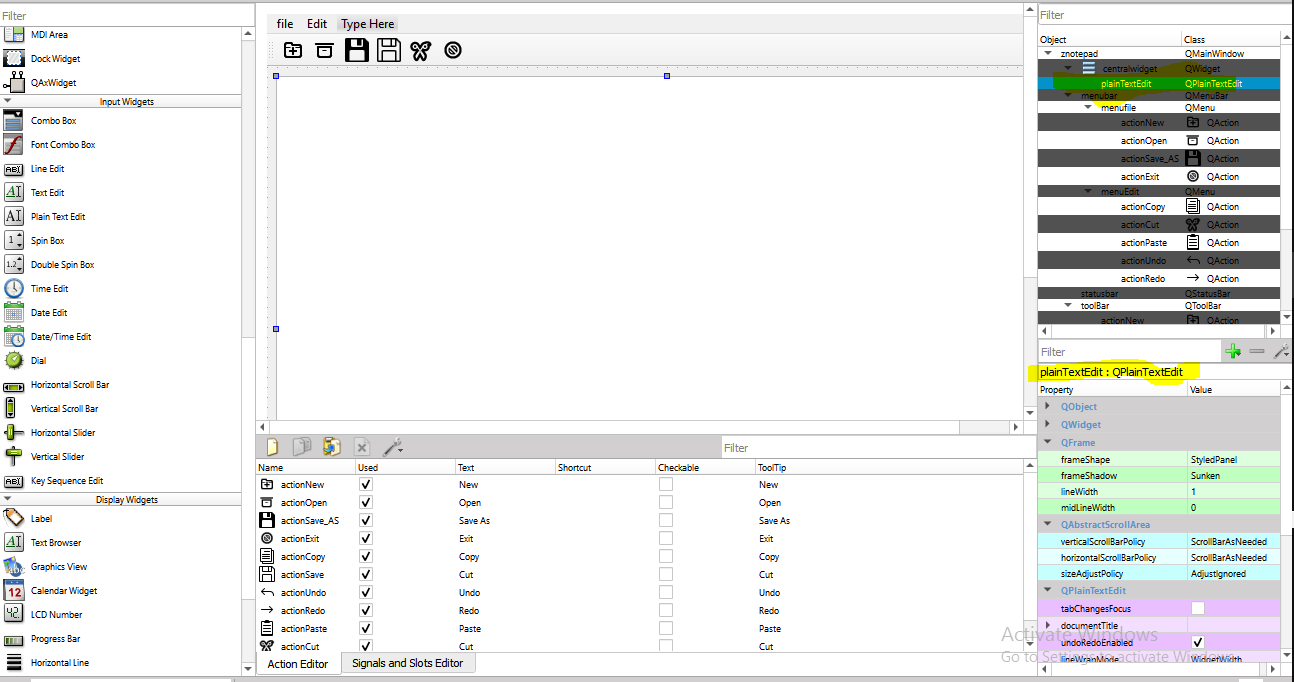 Filter
MDI Area
Dock Widget
QAxWidget
Input Widgets
Combo Box
Font Combo Box
Line Edit
Text Edit
Plain Text Edit
Spin Box
Double Spin Box
Time Edit
Date Edit
Date/Time Edit
Dial
Horizontal Scroll Bar
Vertical Scroll Bar
Horizontal Slider
Vertical Slider
Key Sequence Edit
Display Widgets
Label
Text Browser
Graphics View
Calendar Widget
LCD Number
Progress Bar
Horizontal Line
file Edit Type Here
Filter
Name Used Text Shortcut Checkable ToolTip
actionNew New New
actionOpen Open Open
actionSave_AS Save As Save As
actionExit Exit Exit
actionCopy Copy Copy
actionSave Cut Cut
actionUndo Undo Undo
actionRedo Redo Redo
actionPaste Paste Paste
actionCut Cut Cut
Action Editor Signals and Slots Editor
Filter
Object Class
znotepad QMainWindow
centralwidget QWidget
plainTextEdit QPlainTextEdit
menubar QMenuBar
menufile QMenu
actionNew QAction
actionOpen QAction
actionSave_AS QAction
actionExit QAction
menuEdit QMenu
actionCopy QAction
actionCut QAction
actionPaste QAction
actionUndo QAction
actionRedo QAction
statusbar QStatusBar
toolBar QToolBar
actionNew QAction
Filter
plainTextEdit : QPlainTextEdit
Property Value
QObject
QWidget
QFrame
frameShape StyledPanel
frameShadow Sunken
lineWidth 1
midLineWidth 0
QAbstractScrollArea
verticalScrollBarPolicy ScrollBarAsNeeded
horizontalScrollBarPolicy ScrollBarAsNeeded
sizeAdjustPolicy AdjustIgnored
QPlainTextEdit
tabChangesFocus
documentTitle
undoRedoEnabled
lineWrapMode WidgetWidth
Activate Windows
Go to Settings to activate Windows.